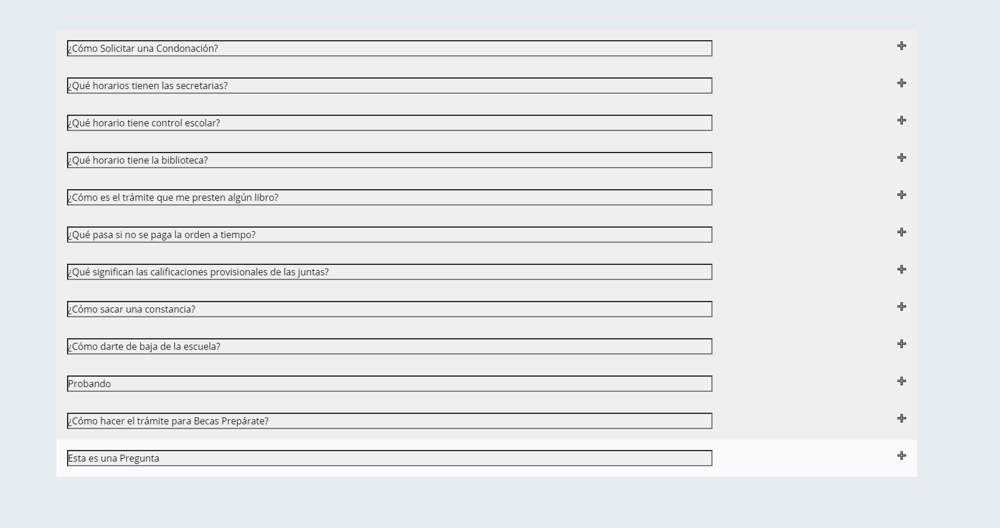 ¿Cómo Solicitar una Condonación?
¿Qué horarios tienen las secretarias?
¿Qué horario tiene control escolar?
¿Qué horario tiene la biblioteca?
¿Cómo es el trámite que me presten algún libro?
¿Qué pasa si no se paga la orden a tiempo?
¿Qué significan las calificaciones provisionales de las juntas?
¿Cómo sacar una constancia?
¿Cómo darte de baja de la escuela?
Probando
¿Cómo hacer el trámite para Becas Prepárate?
Esta es una Pregunta